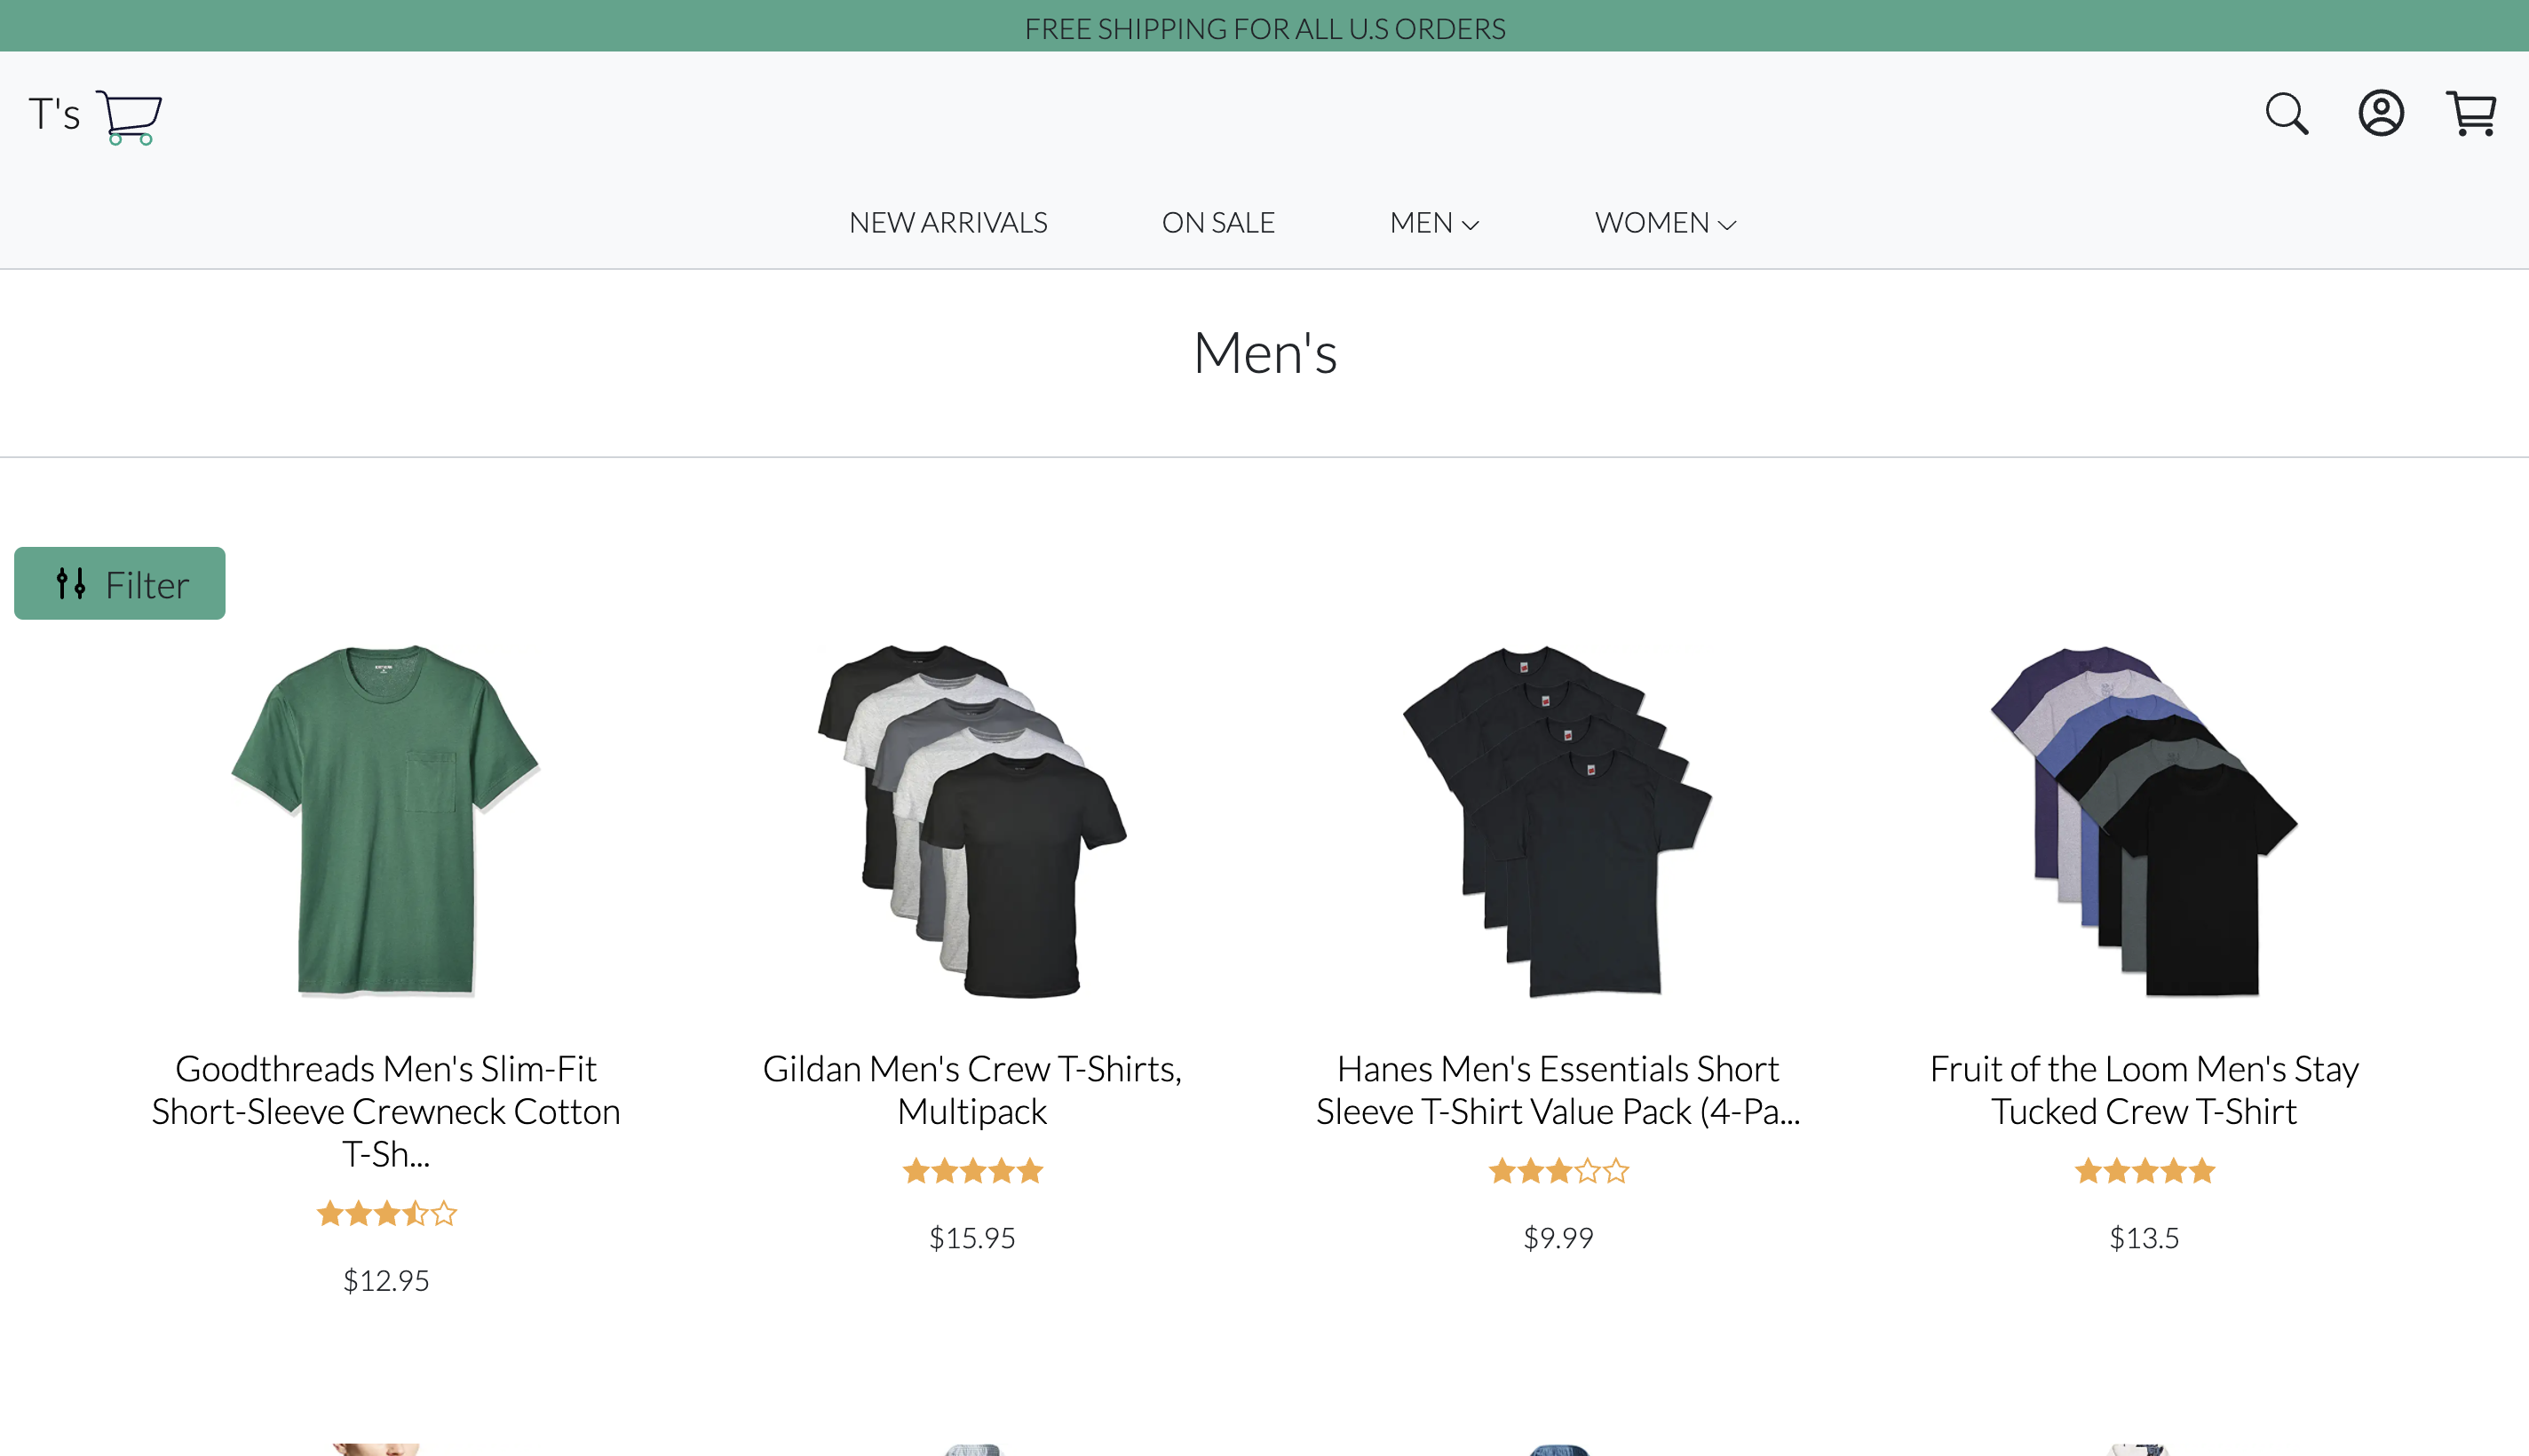 FREE SHIPPING FOR ALL U.S ORDERS
T's
NEW ARRIVALS
ON SALE
MEN
WOMEN
Men's
Filter
Goodthreads Men's Slim-Fit
Short-Sleeve Crewneck Cotton
T-Sh...
$12.95
Gildan Men's Crew T-Shirts,
Multipack
$15.95
Hanes Men's Essentials Short
Sleeve T-Shirt Value Pack (4-Pa...
$9.99
Fruit of the Loom Men's Stay
Tucked Crew T-Shirt
$13.5